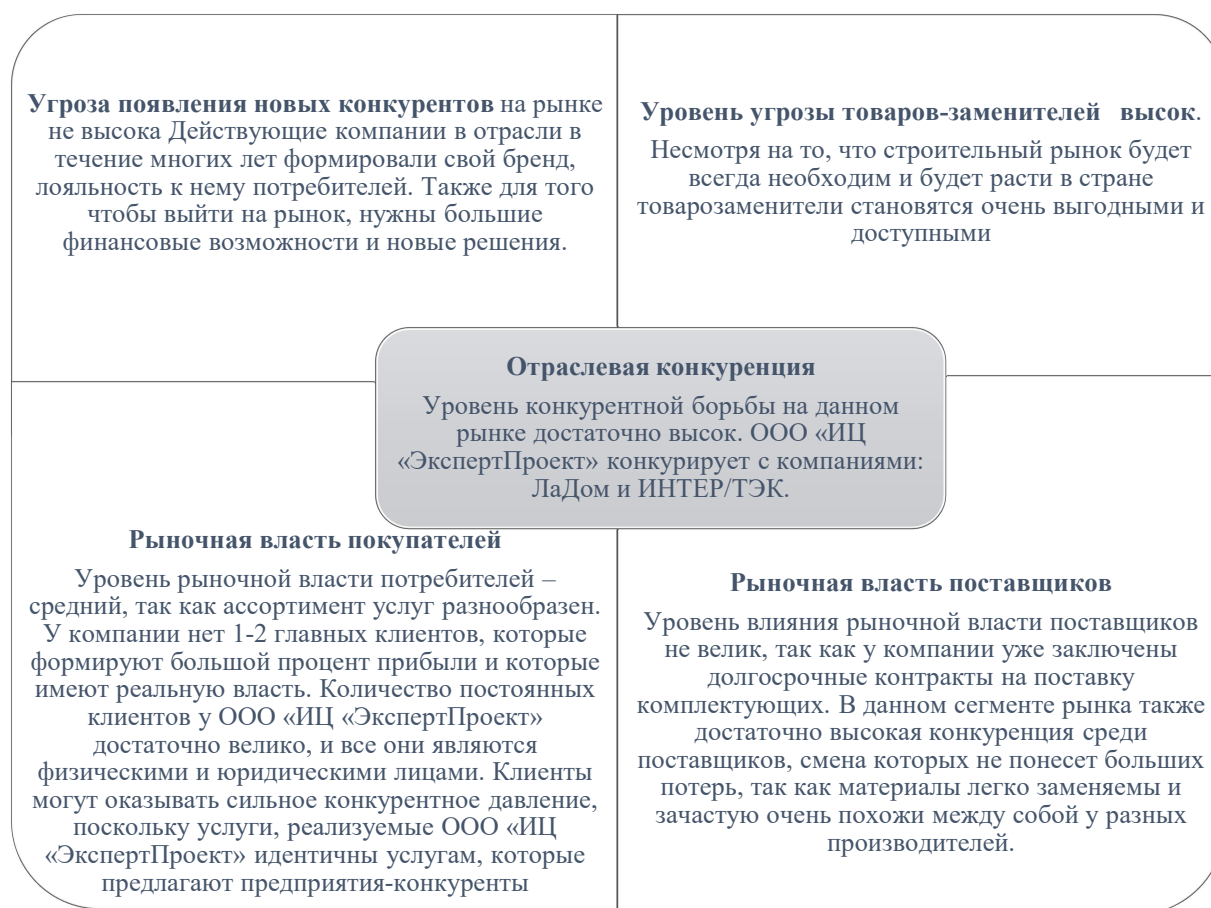 Угроза появления новых конкурентов на рынке
не высока Действующие компании в отрасли в
течение многих лет формировали свой бренд,
лояльность к нему потребителей. Также для того
чтобы выйти на рынок, нужны большие
финансовые возможности и новые решения.
Уровень угрозы товаров-заменителей высок.
Несмотря на то, что строительный рынок будет
всегда необходим и будет расти в стране
товарозаменители становятся очень выгодными и
доступными
Отраслевая конкуренция
Уровень конкурентной борьбы на данном
рынке достаточно высок. ООО «ИЦ
«ЭкспертПроект» конкурирует с компаниями:
ЛаДом и ИНТЕР/ТЭК.
Рыночная власть покупателей
Уровень рыночной власти потребителей –
средний, так как ассортимент услуг разнообразен.
У компании нет 1-2 главных клиентов, которые
формируют большой процент прибыли и которые
имеют реальную власть. Количество постоянных
клиентов у ООО «ИЦ «ЭкспертПроект»
достаточно велико, и все они являются
физическими и юридическими лицами. Клиенты
могут оказывать сильное конкурентное давление,
поскольку услуги, реализуемые ООО «ИЦ
«ЭкспертПроект» идентичны услугам, которые
предлагают предприятия-конкуренты
Рыночная власть поставщиков
Уровень влияния рыночной власти поставщиков
не велик, так как у компании уже заключены
долгосрочные контракты на поставку
комплектующих. В данном сегменте рынка также
достаточно высокая конкуренция среди
поставщиков, смена которых не понесет больших
потерь, так как материалы легко заменяемы и
зачастую очень похожи между собой у разных
производителей.